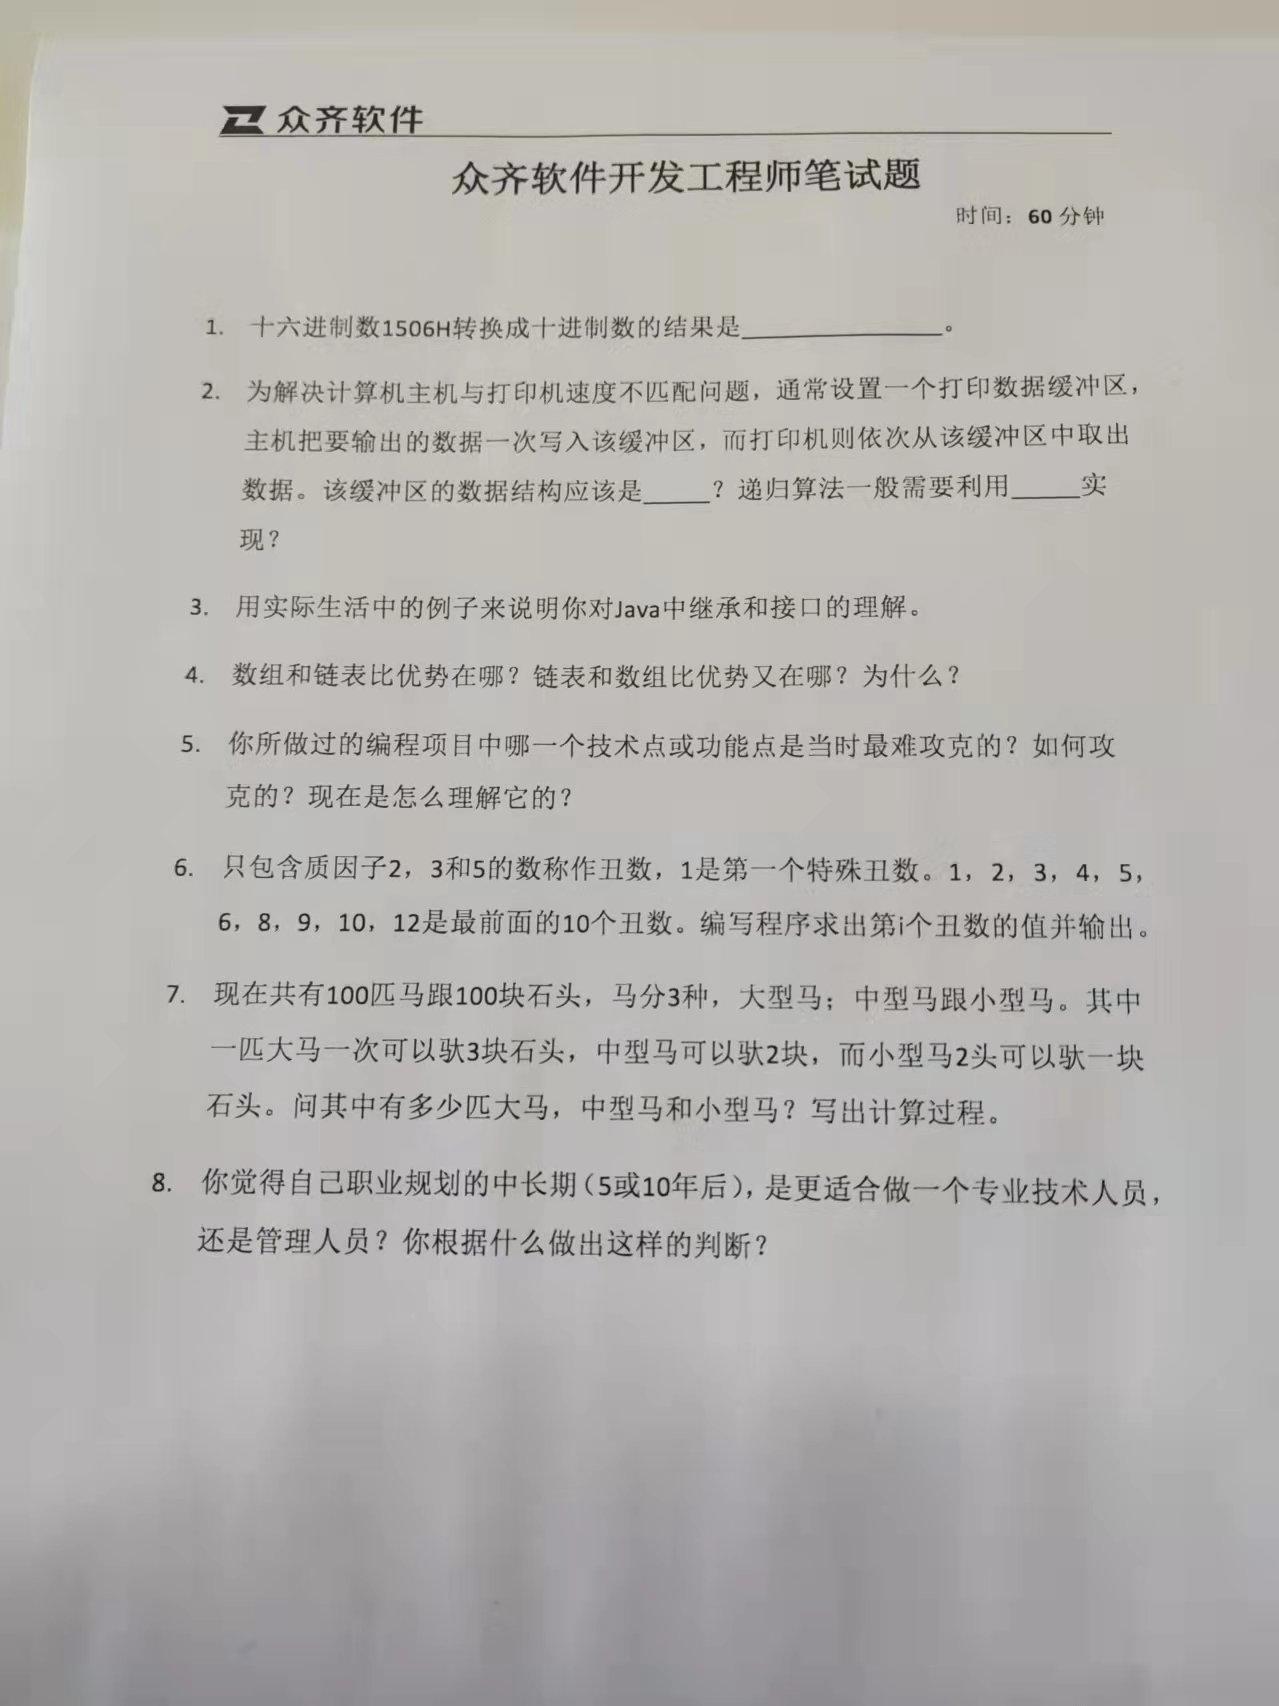 众齐软件
众齐软件开发工程师笔试题
时间：60 分钟
1. 十六进制数1506H转换成十进制数的结果是______________。
2. 为解决计算机主机与打印机速度不匹配问题，通常设置一个打印数据缓冲区，
主机把要输出的数据一次写入该缓冲区，而打印机则依次从该缓冲区中取出
数据。该缓冲区的数据结构应该是_____？递归算法一般需要利用_____实
现？
3. 用实际生活中的例子来说明你对Java中继承和接口的理解。
4. 数组和链表比优势在哪？链表和数组比优势又在哪？为什么？
5. 你所做过的编程项目中哪一个技术点或功能点是当时最难攻克的？如何攻
克的？现在是怎么理解它的？
6. 只包含质因子2，3和5的数称作丑数，1是第一个特殊丑数。1，2，3，4，5，
6，8，9，10，12是最前面的10个丑数。编写程序求出第i个丑数的值并输出。
7. 现在共有100匹马跟100块石头，马分3种，大型马；中型马跟小型马。其中
一匹大马一次可以驮3块石头，中型马可以驮2块，而小型马2头可以驮一块
石头。问其中有多少匹大马，中型马和小型马？写出计算过程。
8. 你觉得自己职业规划的中长期（5或10年后），是更适合做一个专业技术人员，
还是管理人员？你根据什么做出这样的判断？